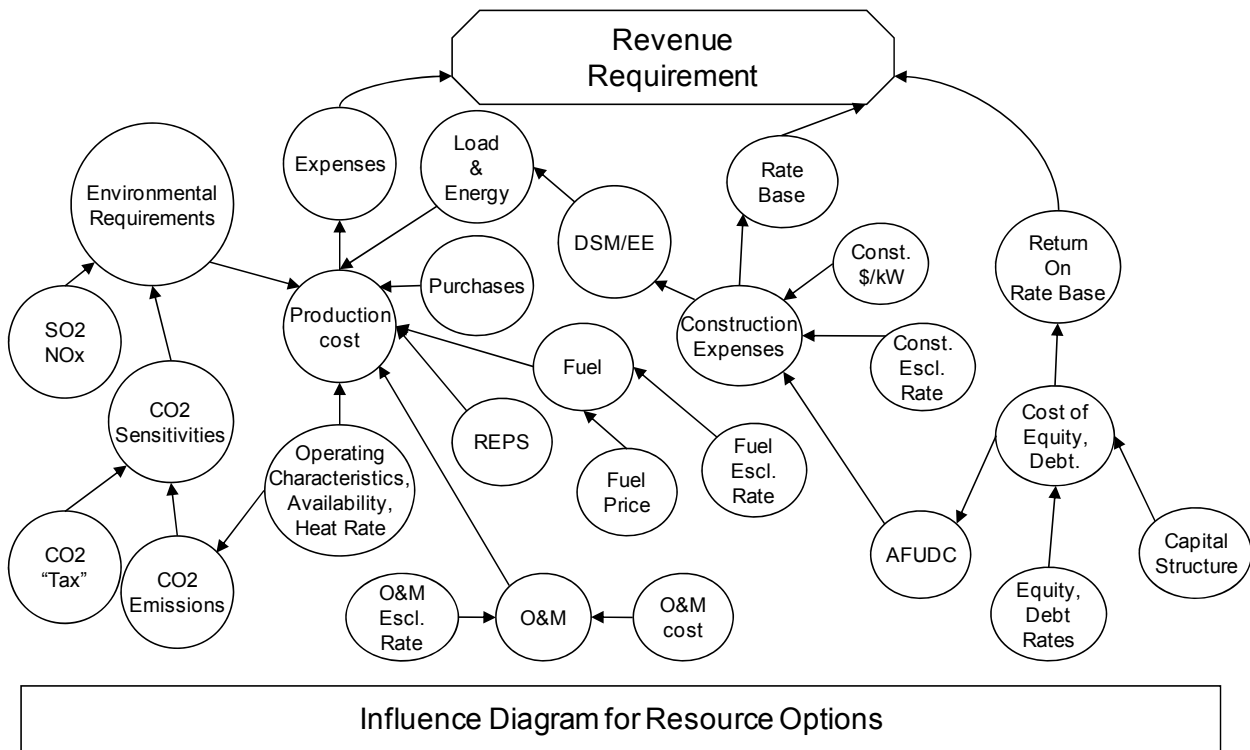 Revenue
Requirement
Expenses
Load
&
Energy
Rate
Base
Environmental
Requirements
DSM/EE
Const.
$/kW
Return
On
Rate Base
Purchases
SO2
NOx
Production
cost
Construction
Expenses
Const.
Escl.
Rate
Fuel
CO2
Sensitivities
Operating
Characteristics,
Availability,
Heat Rate
REPS
Fuel
Price
Fuel
Escl.
Rate
Cost of
Equity,
Debt.
CO2
“Tax”
CO2
Emissions
AFUDC
Capital
Structure
O&M
Escl.
Rate
O&M
O&M
cost
Equity,
Debt
Rates
Influence Diagram for Resource Options